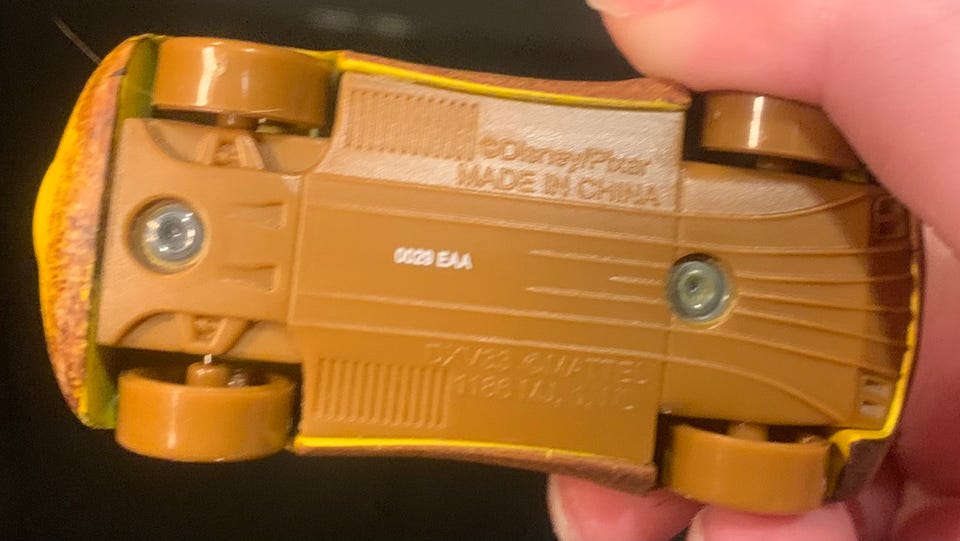 ©Disney/Pixar
MADE IN CHINA
0029 EAA
©MATTEL